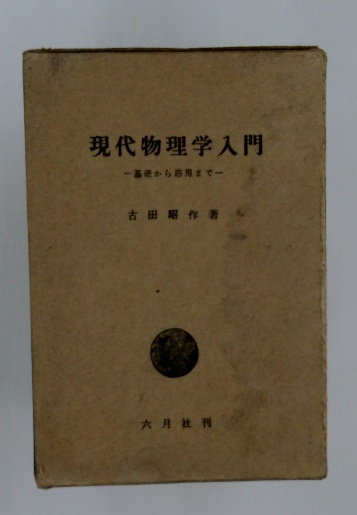 現代物理学入門
―基礎から応用まで―
古田昭作著
六月社刊